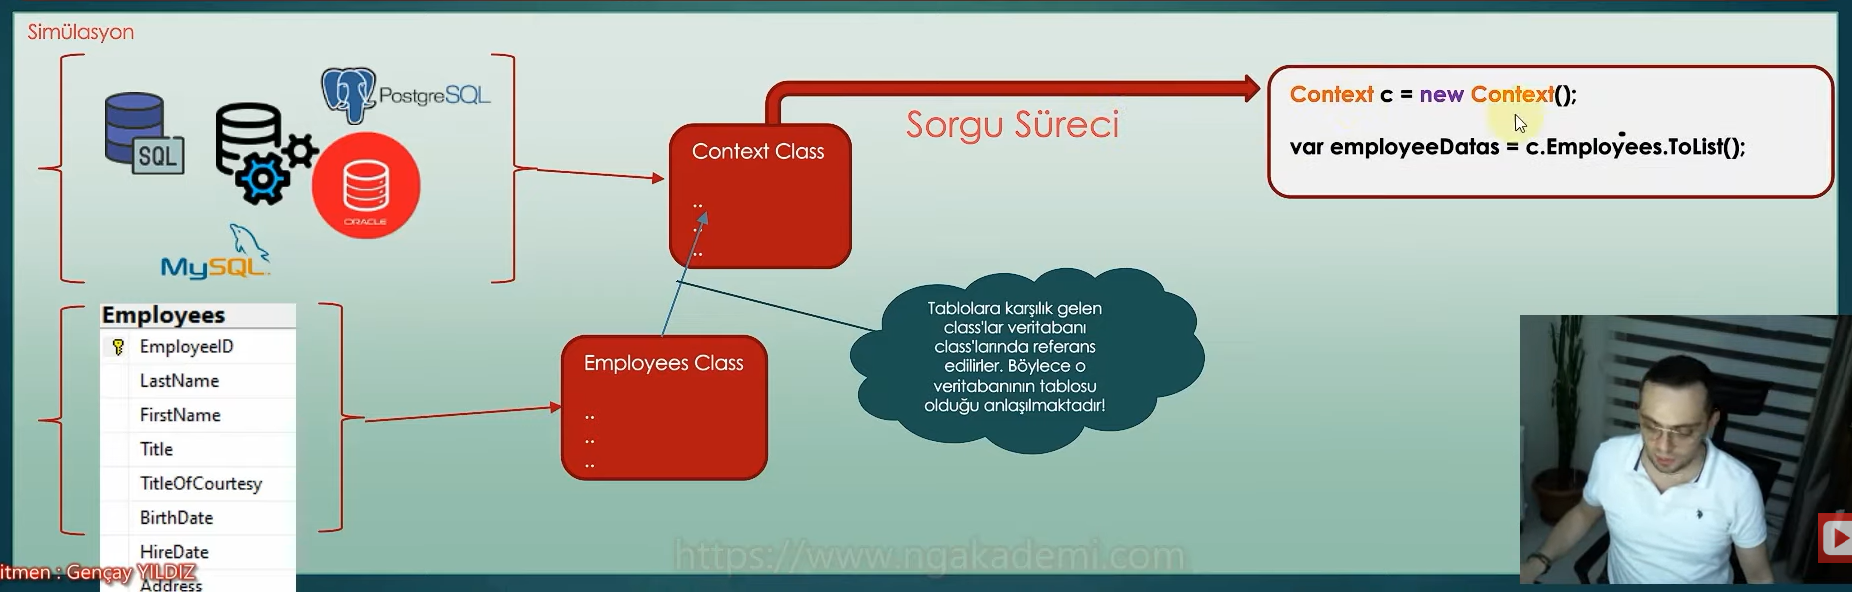 Simülasyon
SQL
PostgreSQL
ORACLE
MySQL
Context Class
..
..
..
Sorgu Süreci
Context c = new Context();
var employeeDatas = c.Employees.ToList();
Employees
EmployeeID
LastName
FirstName
Title
TitleOfCourtesy
BirthDate
HireDate
Address
Employees Class
..
..
..
Tablolara karşılık gelen
class'lar veritabanı
class'larında referans
edilirler. Böylece o
veritabanının tablosu
olduğu anlaşılmaktadır!
https://www.ngakademi.com
itmen : Gençay YILDIZ